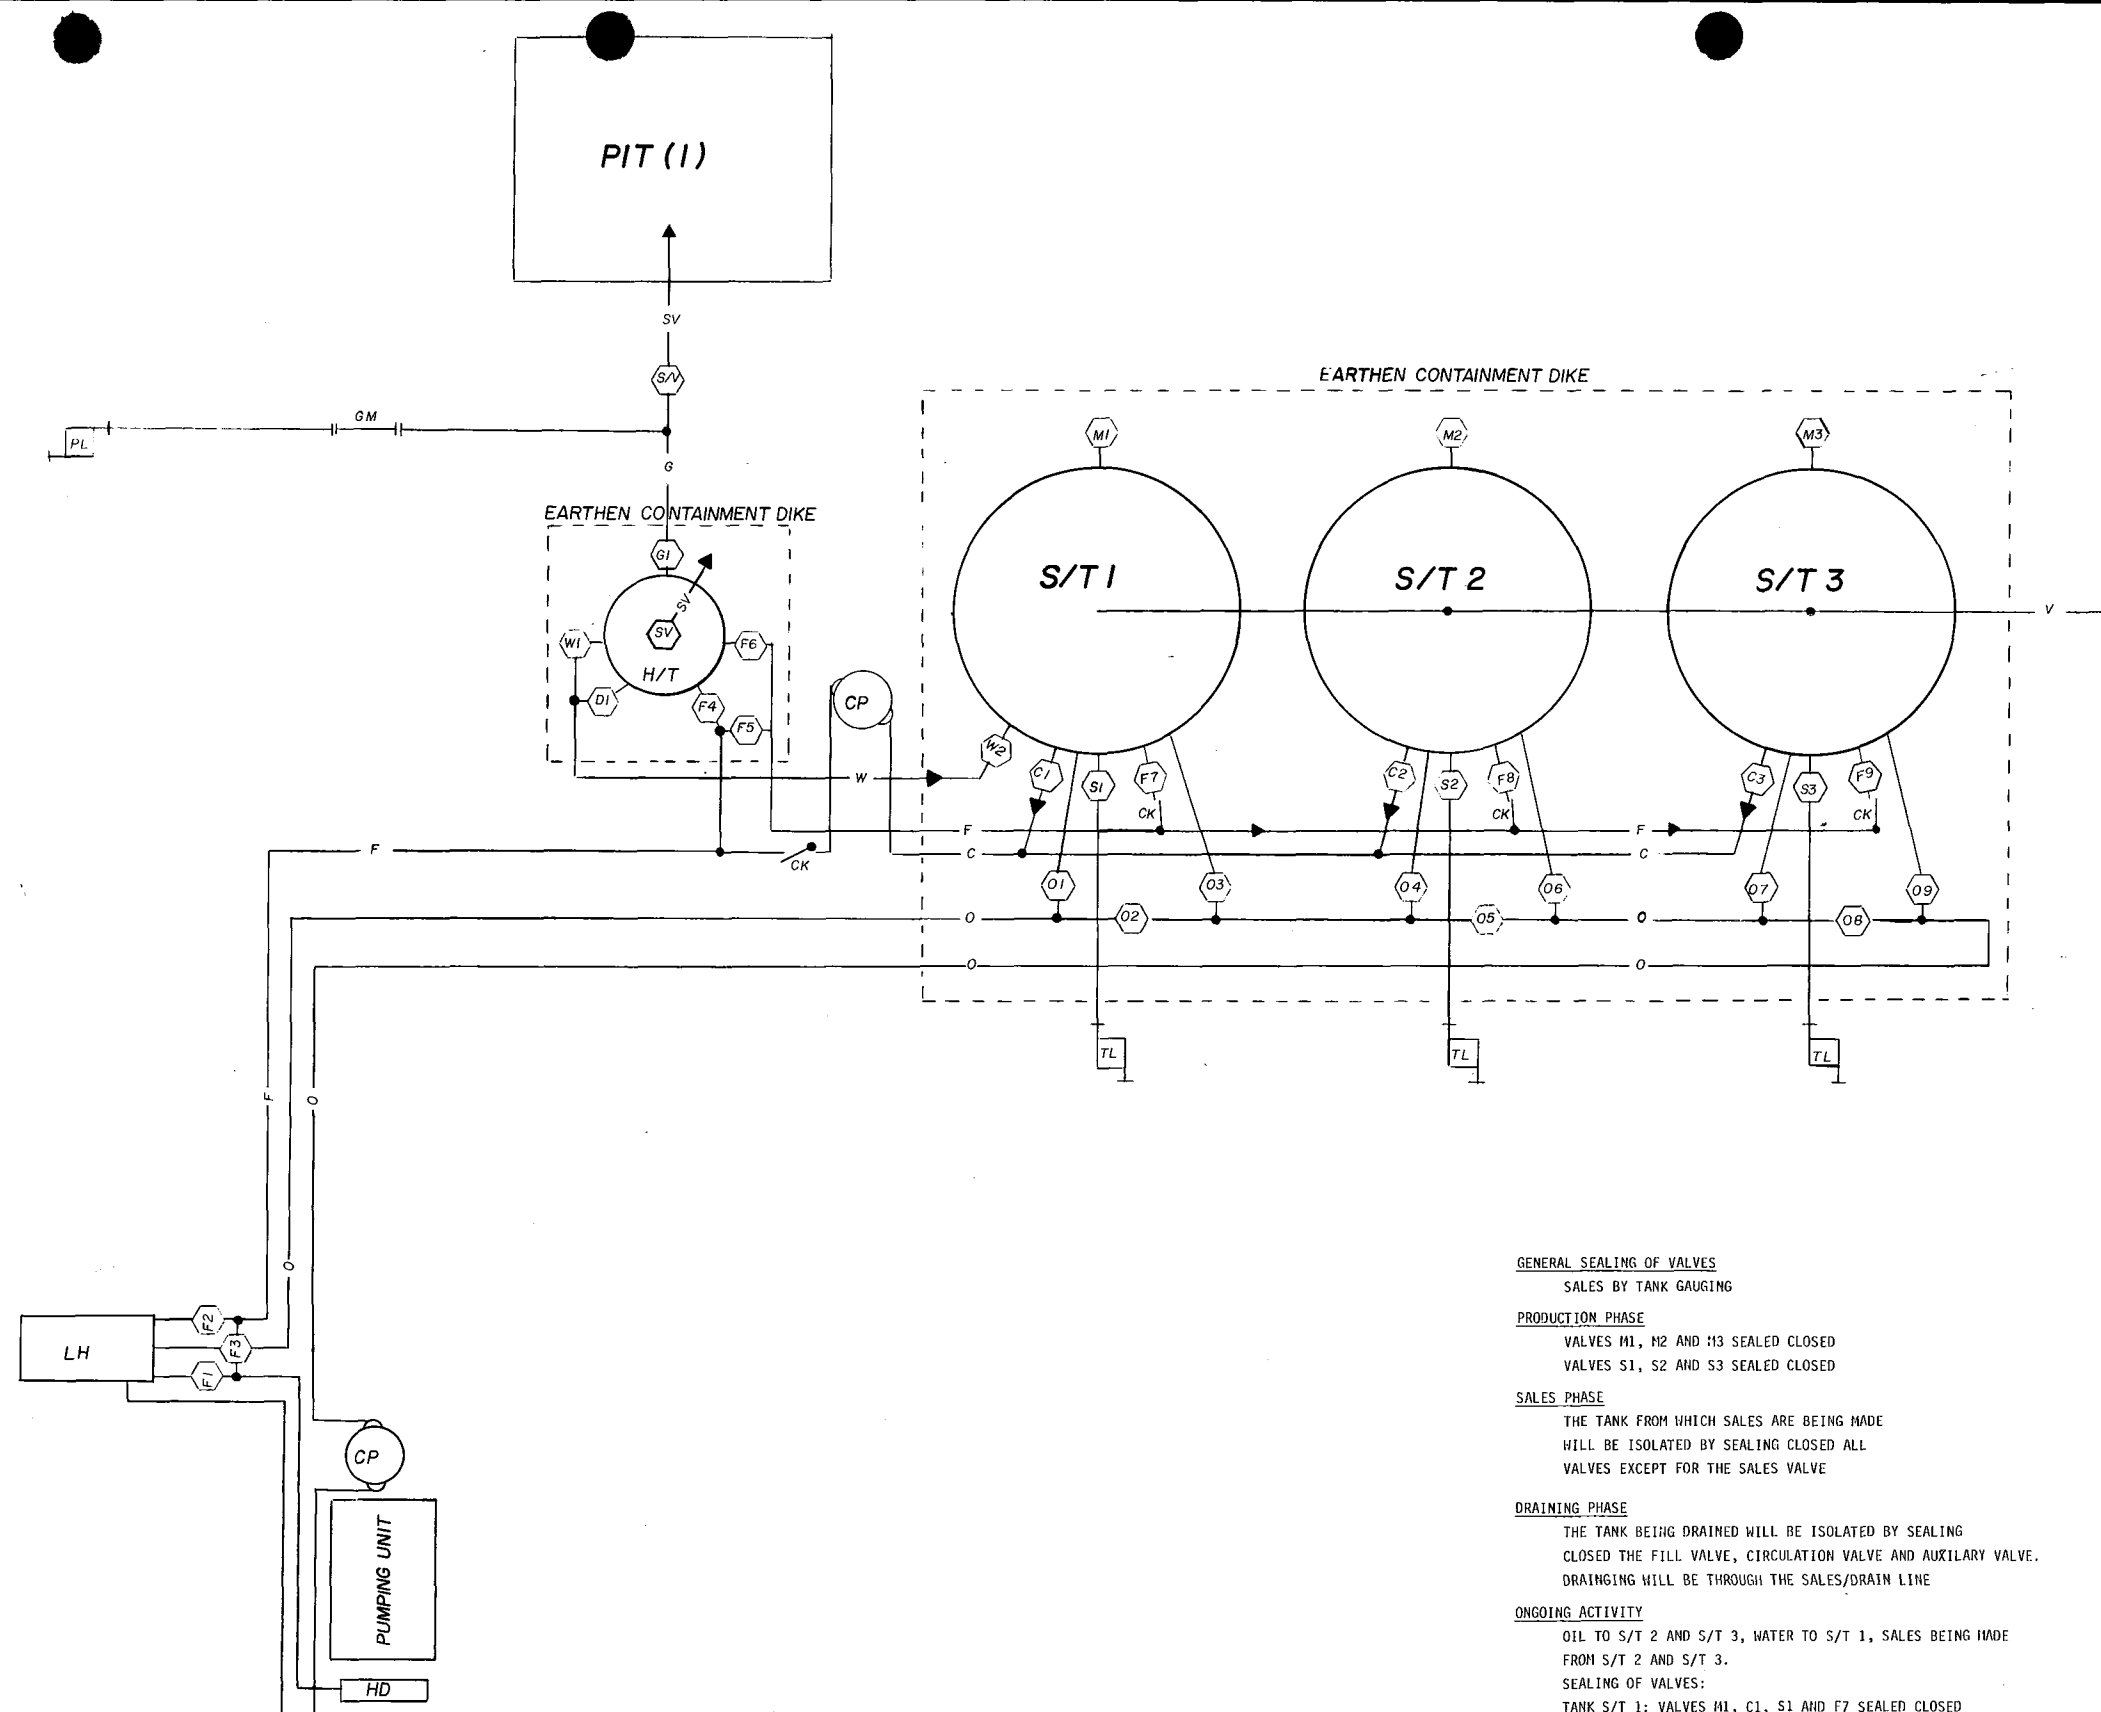 PIT (1)
SV
S/V
EARTHEN CONTAINMENT DIKE
GM
PL
M1
M2
M3
G
EARTHEN CONTAINMENT DIKE
G1
S/T 1
S/T 2
S/T 3
SV
V
SV
W1
F6
H/T
D1
F4
CP
F5
W2
W
C1
S1
F7
C2
S2
F8
C3
S3
F9
CK
CK
CK
F
F
F
C
C
CK
O1
O3
O4
O6
O7
O9
O
O2
O5
O
O8
O
O
TL
TL
TL
F
O
O
GENERAL SEALING OF VALVES
SALES BY TANK GAUGING
PRODUCTION PHASE
VALVES M1, M2 AND M3 SEALED CLOSED
VALVES S1, S2 AND S3 SEALED CLOSED
SALES PHASE
THE TANK FROM WHICH SALES ARE BEING MADE
WILL BE ISOLATED BY SEALING CLOSED ALL
VALVES EXCEPT FOR THE SALES VALVE
DRAINING PHASE
THE TANK BEING DRAINED WILL BE ISOLATED BY SEALING
CLOSED THE FILL VALVE, CIRCULATION VALVE AND AUXILARY VALVE.
DRAINGING WILL BE THROUGH THE SALES/DRAIN LINE
ONGOING ACTIVITY
OIL TO S/T 2 AND S/T 3, WATER TO S/T 1, SALES BEING MADE
FROM S/T 2 AND S/T 3.
SEALING OF VALVES:
TANK S/T 1: VALVES M1, C1, S1 AND F7 SEALED CLOSED
LH
F2
F3
F1
CP
PUMPING UNIT
HD